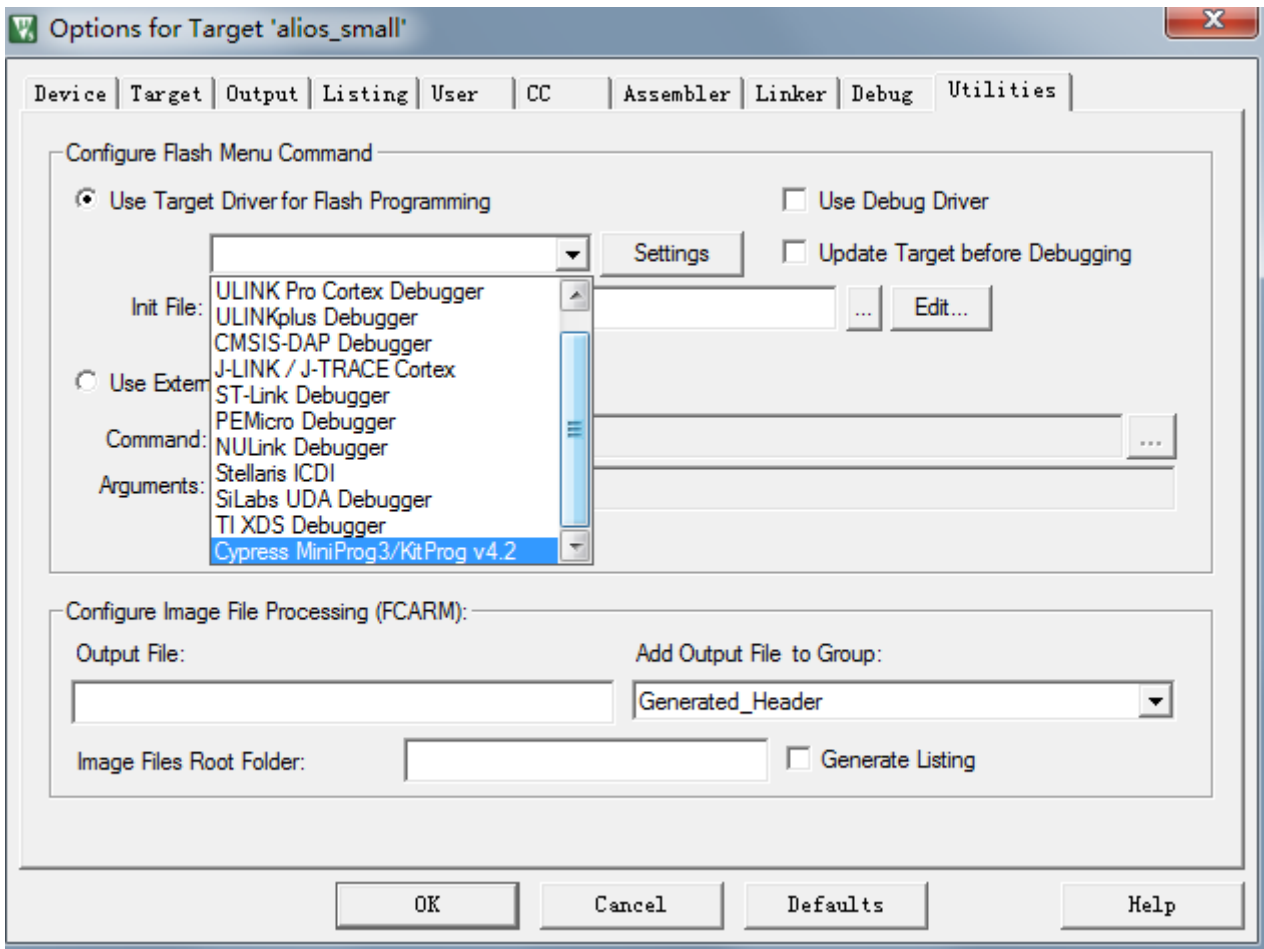 Options for Target 'alios_small'
Device Target Output Listing User CC Assembler Linker Debug Utilities
Configure Flash Menu Command
Use Target Driver for Flash Programming
Use Debug Driver
Settings
Update Target before Debugging
Init File:
...
Edit...
ULINK Pro Cortex Debugger
ULINKplus Debugger
CMSIS-DAP Debugger
J-LINK / J-TRACE Cortex
ST-Link Debugger
PEMicro Debugger
NULink Debugger
Stellaris ICDI
SiLabs UDA Debugger
TI XDS Debugger
Cypress MiniProg3/KitProg v4.2
Use Extern
Command:
...
Arguments:
Configure Image File Processing (FCARM):
Output File:
Add Output File to Group:
Generated_Header
Image Files Root Folder:
Generate Listing
OK Cancel Defaults Help